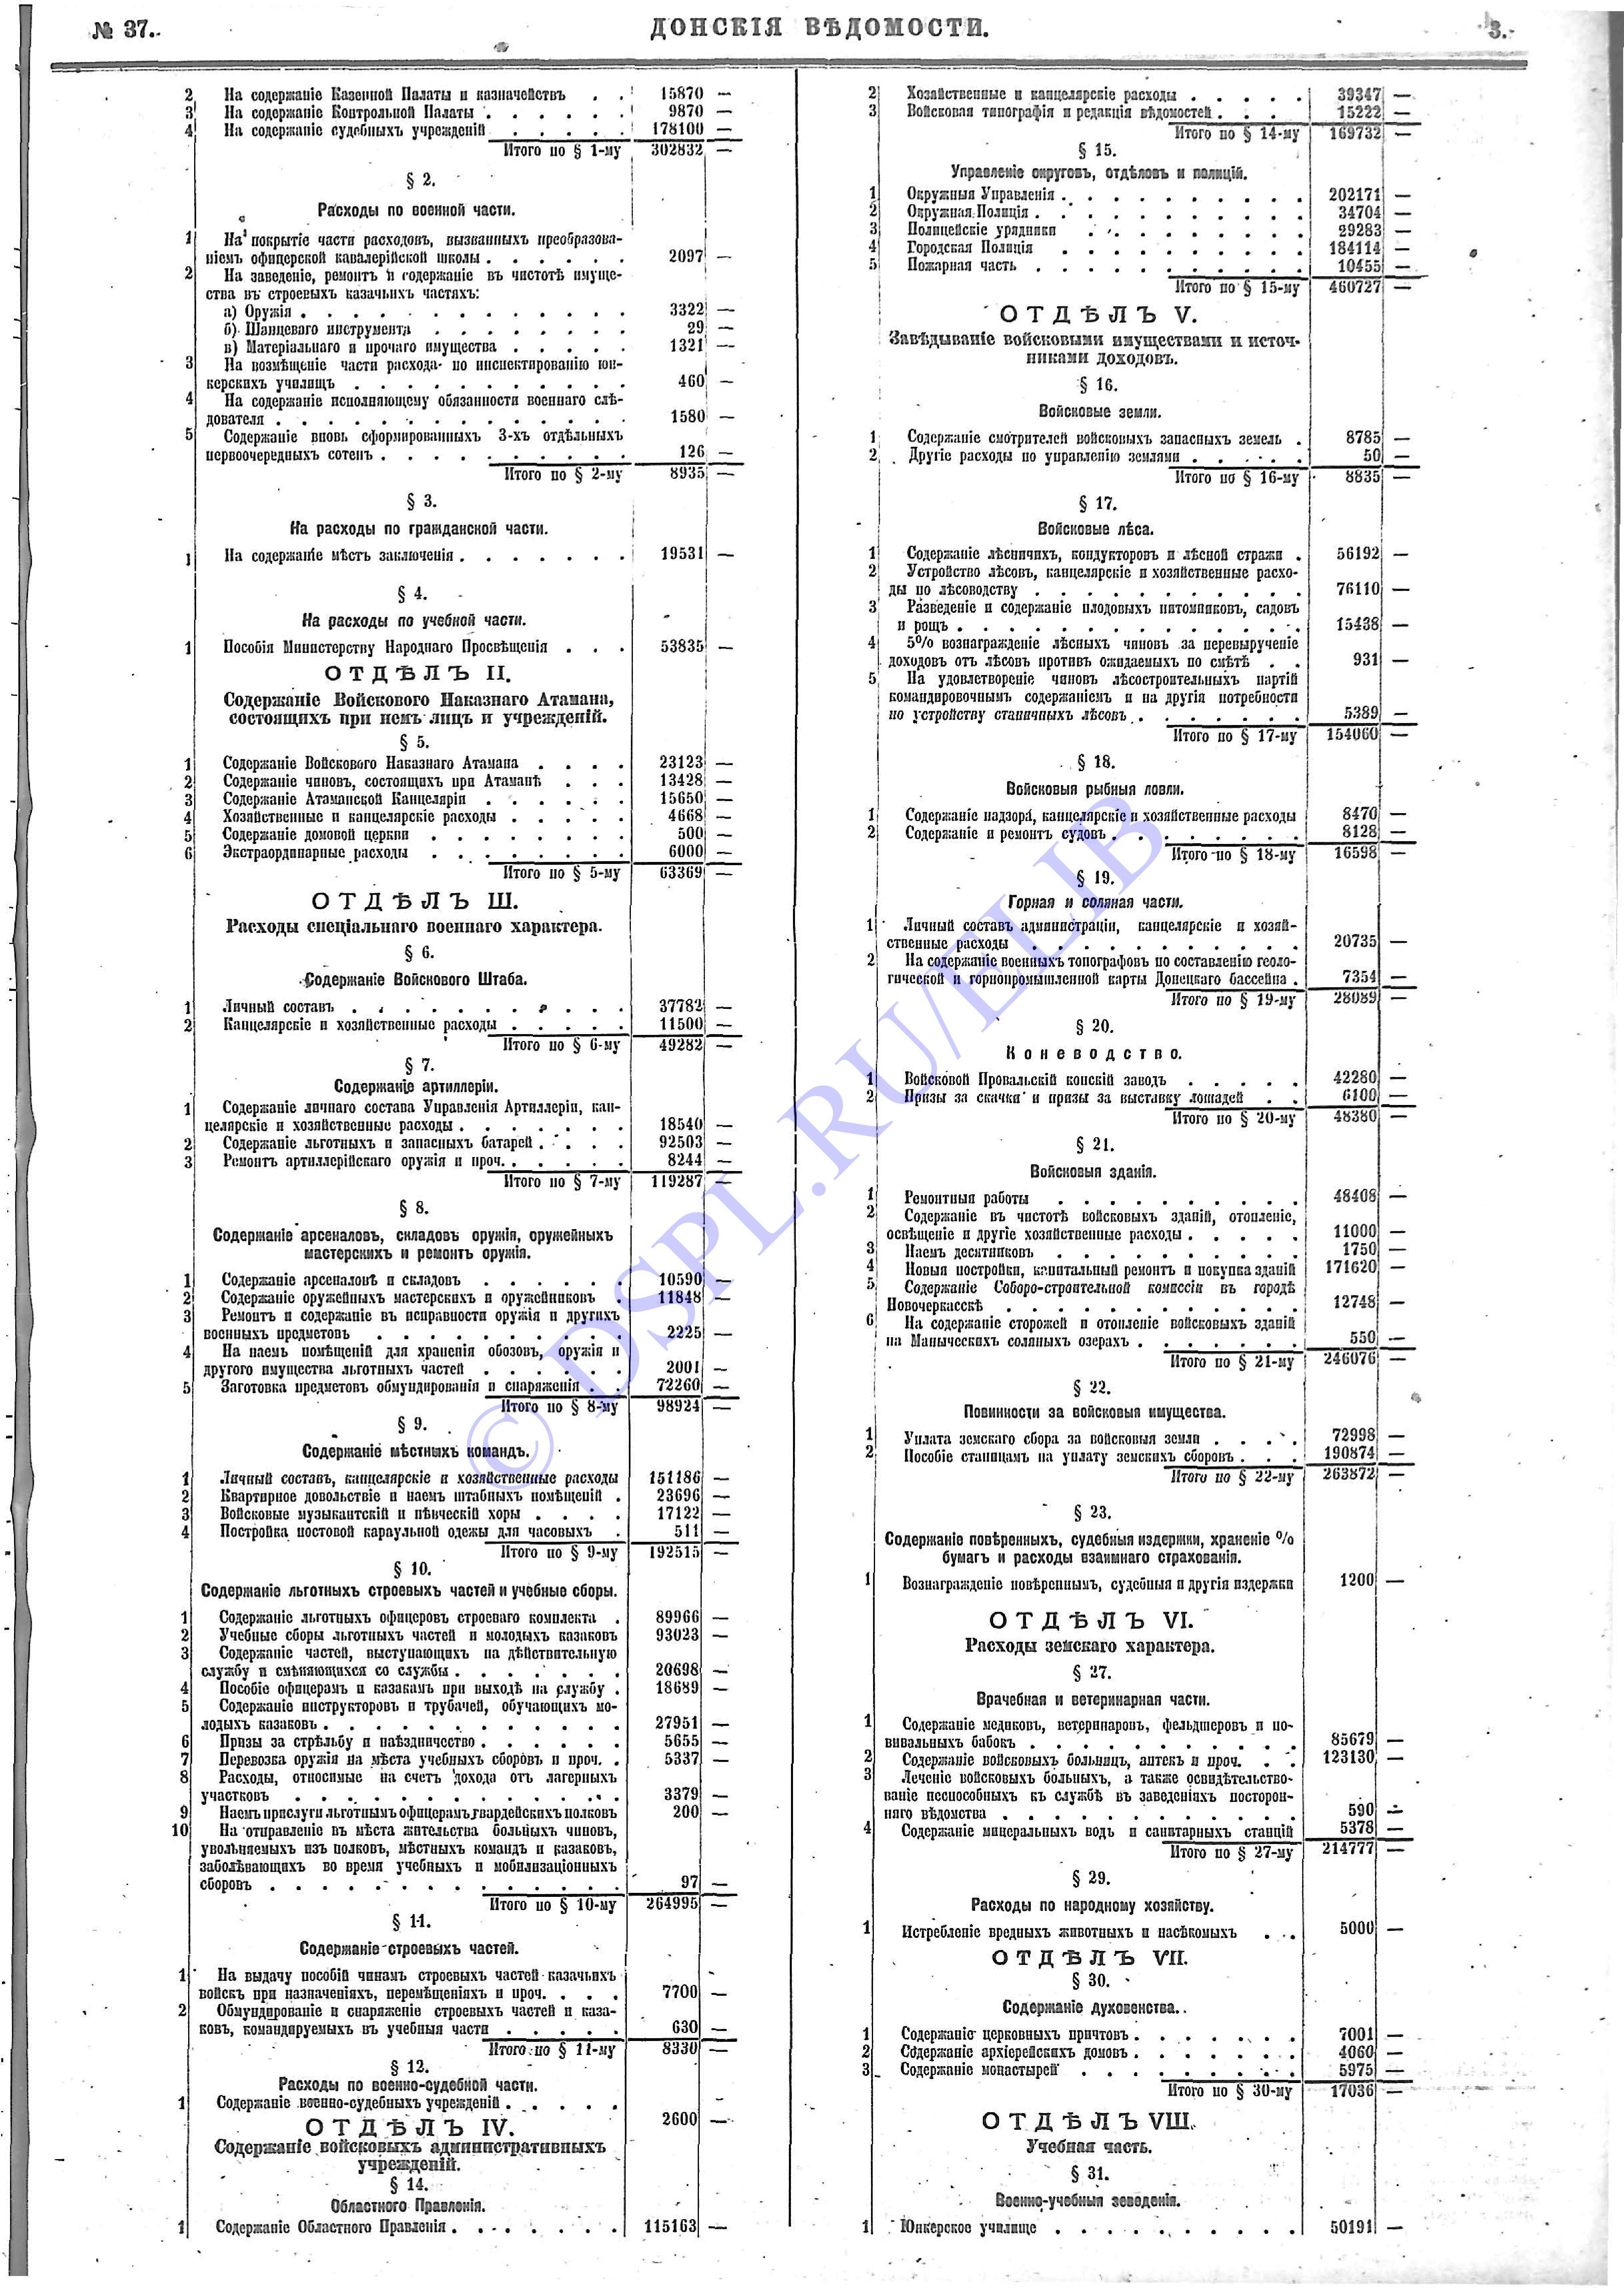 № 37.
ДОНСКІЯ ВѢДОМОСТИ.
3.
2 На содержаніе Казенной Палаты и казначействъ . . 15870 —
3 На содержаніе Контрольной Палаты . . . . . . 9870 —
4 На содержаніе судебныхъ учрежденій . . . . . 178100 —
Итого по § 1-му 302832 —
§ 2.
Расходы по военной части.
1 На покрытіе части расходовъ, вызванныхъ преобразова-
ніемъ офицерской кавалерійской школы . . . . . . 2097 —
2 На заведеніе, ремонтъ и содержаніе въ чистотѣ имуще-
ства въ строевыхъ казачьихъ частяхъ:
а) Оружія . . . . . . . . . . . . 3322 —
б) Шанцеваго инструмента . . . . . . . . 29 —
в) Матеріальнаго и прочаго имущества . . . . . 1321 —
3 На возмѣщеніе части расхода по инспектированію юн-
керскихъ училищъ . . . . . . . . . . . 460 —
4 На содержаніе исполняющему обязанности военнаго слѣ-
дователя . . . . . . . . . . . . . . 1580 —
5 Содержаніе вновь сформированныхъ 3-хъ отдѣльныхъ
первоочередныхъ сотенъ . . . . . . . . . . 126 —
Итого по § 2-му 8935 —
§ 3.
На расходы по гражданской части.
1 На содержаніе мѣстъ заключенія . . . . . . . 19531 —
§ 4.
На расходы по учебной части.
1 Пособія Министерству Народнаго Просвѣщенія . . . 53835 —
ОТДѢЛЪ II.
Содержаніе Войскового Наказнаго Атамана,
состоящихъ при немъ лицъ и учрежденій.
§ 5.
1 Содержаніе Войскового Наказнаго Атамана . . . . 23123 —
2 Содержаніе чиновъ, состоящихъ при Атаманѣ . . . 13428 —
3 Содержаніе Атаманской Канцеляріи . . . . . . 15650 —
4 Хозяйственные и канцелярскіе расходы . . . . . 4668 —
5 Содержаніе домовой церкви . . . . . . . . 500 —
6 Экстраординарные расходы . . . . . . . . 6000 —
Итого по § 5-му 63369 —
ОТДѢЛЪ III.
Расходы спеціальнаго военнаго характера.
§ 6.
Содержаніе Войскового Штаба.
1 Личный составъ . . . . . . . . . . . 37782 —
2 Канцелярскіе и хозяйственные расходы . . . . . 11500 —
Итого по § 6-му 49282 —
§ 7.
Содержаніе артиллеріи.
1 Содержаніе личнаго состава Управленія Артиллеріи, кан-
целярскіе и хозяйственные расходы . . . . . . . 18540 —
2 Содержаніе льготныхъ и запасныхъ батарей . . . . 92503 —
3 Ремонтъ артиллерійскаго оружія и проч. . . . . . 8244 —
Итого по § 7-му 119287 —
§ 8.
Содержаніе арсеналовъ, складовъ оружія, оружейныхъ
мастерскихъ и ремонтъ оружія.
1 Содержаніе арсеналовъ и складовъ . . . . . . 10590 —
2 Содержаніе оружейныхъ мастерскихъ и оружейниковъ . 11848 —
3 Ремонтъ и содержаніе въ исправности оружія и другихъ
военныхъ предметовъ . . . . . . . . . . 2225 —
4 На наемъ помѣщеній для храненія обозовъ, оружія и
другого имущества льготныхъ частей . . . . . . 2001 —
5 Заготовка предметовъ обмундированія и снаряженія . . 72260 —
Итого по § 8-му 98924 —
§ 9.
Содержаніе мѣстныхъ командъ.
1 Личный составъ, канцелярскіе и хозяйственные расходы 151186 —
2 Квартирное довольствіе и наемъ штабныхъ помѣщеній . 23696 —
3 Войсковые музыкантскій и пѣвческій хоры . . . . 17122 —
4 Постройка постовой караульной одежы для часовыхъ . 511 —
Итого по § 9-му 192515 —
§ 10.
Содержаніе льготныхъ строевыхъ частей и учебные сборы.
1 Содержаніе льготныхъ офицеровъ строеваго комплекта . 89966 —
2 Учебные сборы льготныхъ частей и молодыхъ казаковъ 93023 —
3 Содержаніе частей, выступающихъ на дѣйствительную
службу и смѣняющихся со службы . . . . . . . 20698 —
4 Пособіе офицерамъ и казакамъ при выходѣ на службу . 18689 —
5 Содержаніе инструкторовъ и трубачей, обучающихъ мо-
лодыхъ казаковъ . . . . . . . . . . . . 27951 —
6 Призы за стрѣльбу и наѣздничество . . . . . . 5655 —
7 Перевозка оружія на мѣста учебныхъ сборовъ и проч. . 5337 —
8 Расходы, относимые на счетъ дохода отъ лагерныхъ
участковъ . . . . . . . . . . . . . . 3379 —
9 Наемъ прислуги льготнымъ офицерамъ гвардейскихъ полковъ 200 —
10 На отправленіе въ мѣста жительства больныхъ чиновъ,
увольняемыхъ изъ полковъ, мѣстныхъ командъ и казаковъ,
заболѣвающихъ во время учебныхъ и мобилизаціонныхъ
сборовъ . . . . . . . . . . . . . . 97 —
Итого по § 10-му 264995 —
§ 11.
Содержаніе строевыхъ частей.
1 На выдачу пособій чинамъ строевыхъ частей казачьихъ
войскъ при назначеніяхъ, перемѣщеніяхъ и проч. . . . 7700 —
2 Обмундированіе и снаряженіе строевыхъ частей и каза-
ковъ, командируемыхъ въ учебныя части . . . . . 630 —
Итого по § 11-му 8330 —
§ 12.
Расходы по военно-судебной части.
1 Содержаніе военно-судебныхъ учрежденій . . . . . 2600 —
ОТДѢЛЪ IV.
Содержаніе войсковыхъ административныхъ
учрежденій.
§ 14.
Областного Правленія.
1 Содержаніе Областного Правленія . . . . . . . 115163 —
2 Хозяйственные и канцелярскіе расходы . . . . . 39347 —
3 Войсковая типографія и редакція вѣдомостей . . . 15222 —
Итого по § 14-му 169732 —
§ 15.
Управленіе округовъ, отдѣловъ и полицій.
1 Окружныя Управленія . . . . . . . . . . 202171 —
2 Окружная Полиція . . . . . . . . . . . 34704 —
3 Полицейскіе урядники . . . . . . . . . . 29283 —
4 Городская Полиція . . . . . . . . . . 184114 —
5 Пожарная часть . . . . . . . . . . . 10455 —
Итого по § 15-му 460727 —
ОТДѢЛЪ V.
Завѣдываніе войсковыми имуществами и источ-
никами доходовъ.
§ 16.
Войсковые земли.
1 Содержаніе смотрителей войсковыхъ запасныхъ земель . 8785 —
2 Другіе расходы по управленію землями . . . . . 50 —
Итого по § 16-му 8835 —
§ 17.
Войсковые лѣса.
1 Содержаніе лѣсничихъ, кондукторовъ и лѣсной стражи . 56192 —
2 Устройство лѣсовъ, канцелярскіе и хозяйственные расхо-
ды по лѣсоводству . . . . . . . . . . . 76110 —
3 Разведеніе и содержаніе плодовыхъ питомниковъ, садовъ
и рощъ . . . . . . . . . . . . . . 15438 —
4 5% вознагражденіе лѣсныхъ чиновъ за перевырученіе
доходовъ отъ лѣсовъ противъ ожидаемыхъ по смѣтѣ . . 931 —
5 На удовлетвореніе чиновъ лѣсостроительныхъ партій
командировочнымъ содержаніемъ и на другія потребности
по устройству станичныхъ лѣсовъ . . . . . . . 5389 —
Итого по § 17-му 154060 —
§ 18.
Войсковыя рыбныя ловли.
1 Содержаніе надзора, канцелярскіе и хозяйственные расходы 8470 —
2 Содержаніе и ремонтъ судовъ . . . . . . . . 8128 —
Итого по § 18-му 16598 —
§ 19.
Горная и соляная части.
1 Личный составъ администраціи, канцелярскіе и хозяй-
ственные расходы . . . . . . . . . . . 20735 —
2 На содержаніе военныхъ топографовъ по составленію геоло-
гической и горнопромышленной карты Донецкаго бассейна . 7354 —
Итого по § 19-му 28089 —
§ 20.
Коневодство.
1 Войсковой Провальскій конскій заводъ . . . . . 42280 —
2 Призы за скачки и призы за выставку лошадей . . 6100 —
Итого по § 20-му 48380 —
§ 21.
Войсковыя зданія.
1 Ремонтныя работы . . . . . . . . . . 48408 —
2 Содержаніе въ чистотѣ войсковыхъ зданій, отопленіе,
освѣщеніе и другіе хозяйственные расходы . . . . . 11000 —
3 Наемъ десятниковъ . . . . . . . . . . 1750 —
4 Новыя постройки, капитальный ремонтъ и покупка зданій 171620 —
5 Содержаніе Соборо-строительной комиссіи въ городѣ
Новочеркасскѣ . . . . . . . . . . . . 12748 —
6 На содержаніе сторожей и отопленіе войсковыхъ зданій
на Манычскихъ соляныхъ озерахъ . . . . . . . 550 —
Итого по § 21-му 246076 —
§ 22.
Повинности за войсковыя имущества.
1 Уплата земскаго сбора за войсковыя земли . . . . 72998 —
2 Пособіе станицамъ на уплату земскихъ сборовъ . . . 190874 —
Итого по § 22-му 263872 —
§ 23.
Содержаніе повѣренныхъ, судебныя издержки, храненіе %
бумагъ и расходы взаимнаго страхованія.
1 Вознагражденіе повѣреннымъ, судебныя и другія издержки 1200 —
ОТДѢЛЪ VI.
Расходы земскаго характера.
§ 27.
Врачебная и ветеринарная части.
1 Содержаніе медиковъ, ветеринаровъ, фельдшеровъ и по-
вивальныхъ бабокъ . . . . . . . . . . . 85679 —
2 Содержаніе войсковыхъ больницъ, аптекъ и проч. . . 123130 —
3 Леченіе войсковыхъ больныхъ, а также освидѣтельство-
ваніе неспособныхъ къ службѣ въ заведеніяхъ посторон-
няго вѣдомства . . . . . . . . . . . . 590 —
4 Содержаніе минеральныхъ водъ и санитарныхъ станцій 5378 —
Итого по § 27-му 214777 —
§ 29.
Расходы по народному хозяйству.
1 Истребленіе вредныхъ животныхъ и насѣкомыхъ . . . 5000 —
ОТДѢЛЪ VII.
§ 30.
Содержаніе духовенства.
1 Содержаніе церковныхъ причтовъ . . . . . . . 7001 —
2 Содержаніе архіерейскихъ домовъ . . . . . . . 4060 —
3 Содержаніе монастырей . . . . . . . . . 5975 —
Итого по § 30-му 17036 —
ОТДѢЛЪ VIII.
Учебная часть.
§ 31.
Военно-учебныя заведенія.
1 Юнкерское училище . . . . . . . . . . 50191 —
© DSPL.RU/ELIB